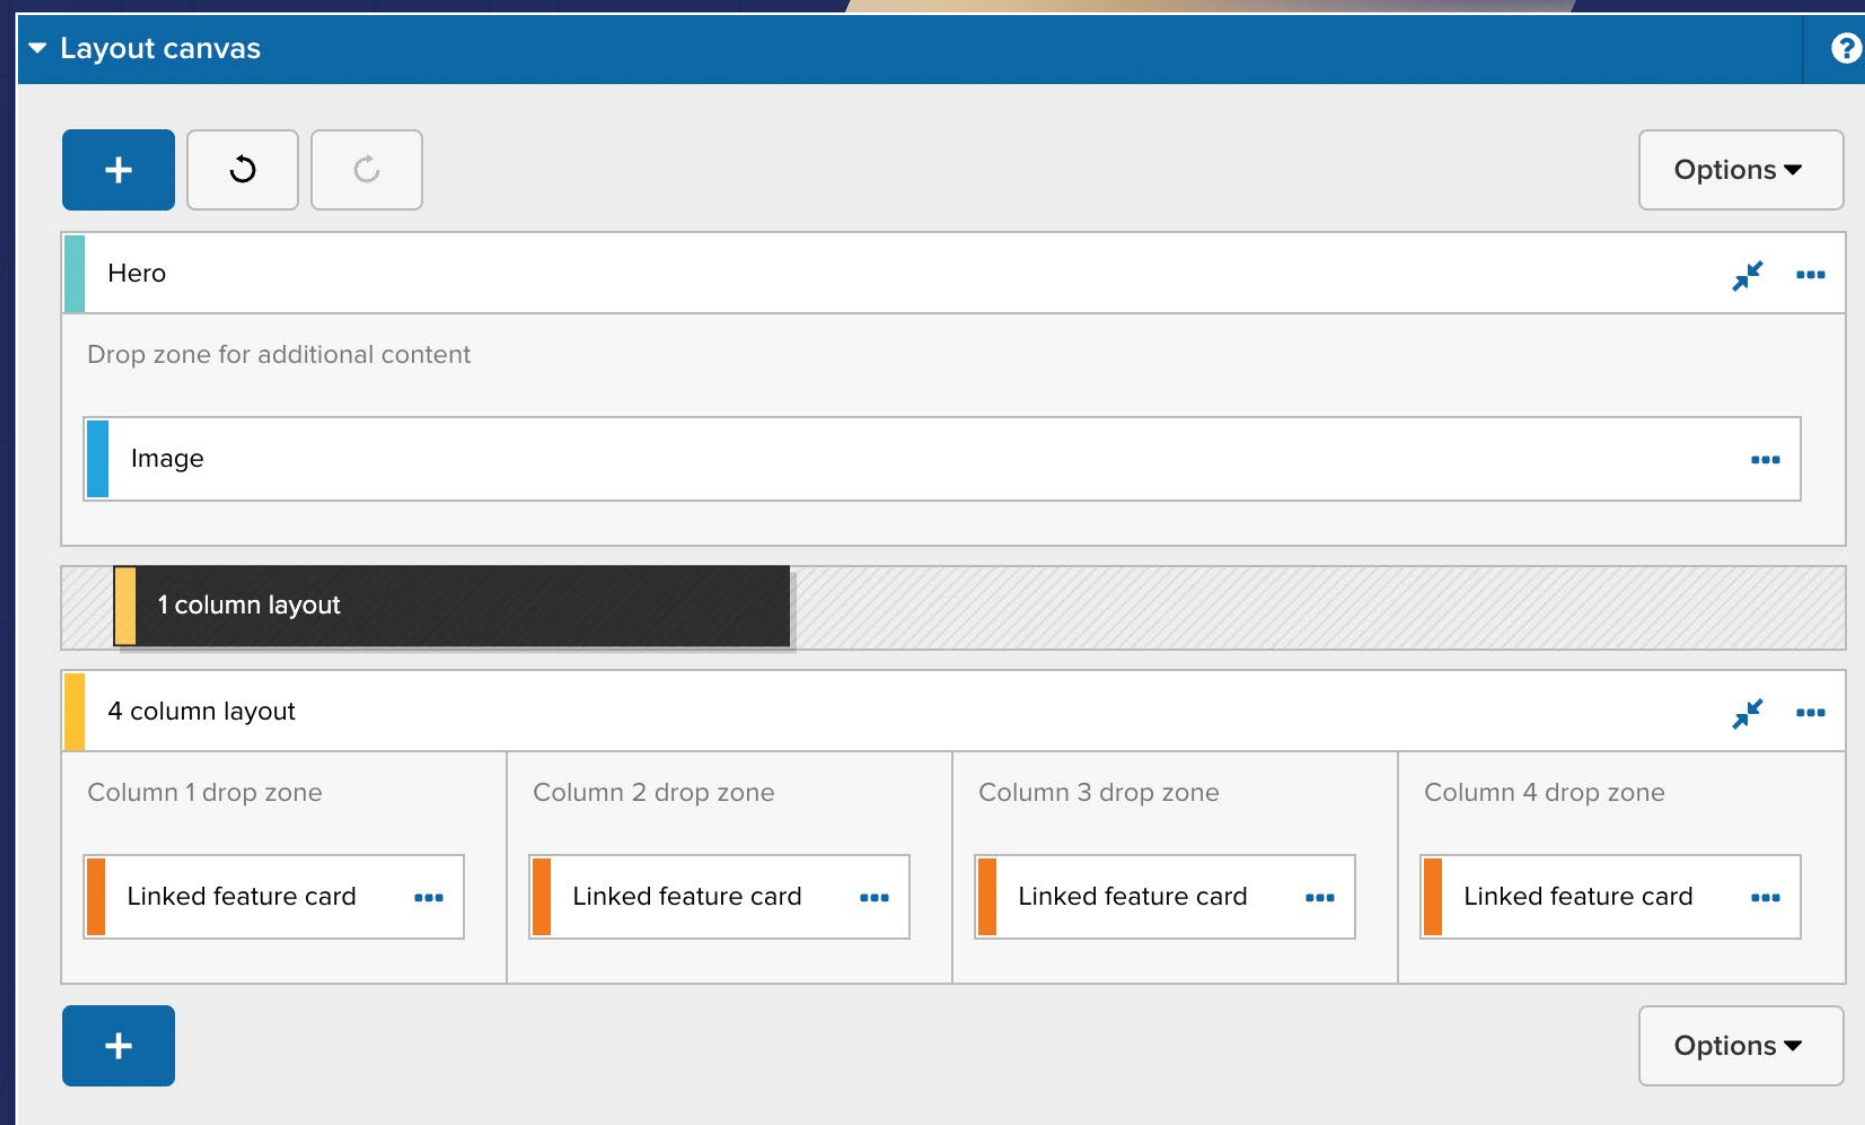 Layout canvas
?
Options
Hero
Drop zone for additional content
Image
1 column layout
4 column layout
Column 1 drop zone
Column 2 drop zone
Column 3 drop zone
Column 4 drop zone
Linked feature card
Linked feature card
Linked feature card
Linked feature card
Options